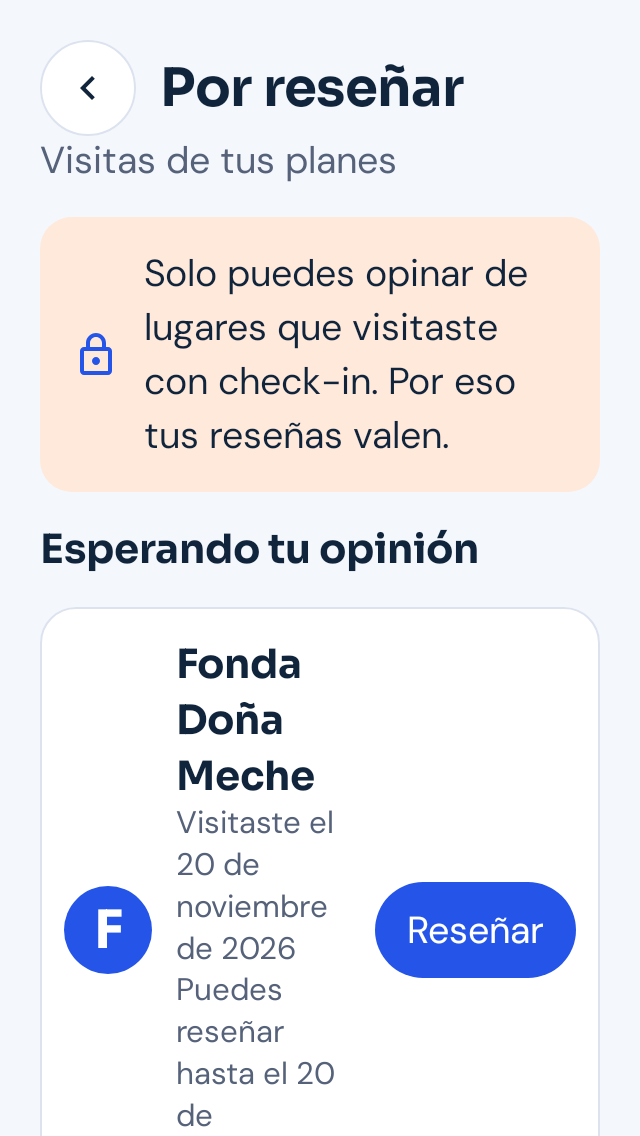 Por reseñar
Visitas de tus planes
Solo puedes opinar de
lugares que visitaste
con check-in. Por eso
tus reseñas valen.
Esperando tu opinión
Fonda
Doña
Meche
Visitaste el
20 de
noviembre
de 2026
Puedes
reseñar
hasta el 20
de
F
Reseñar